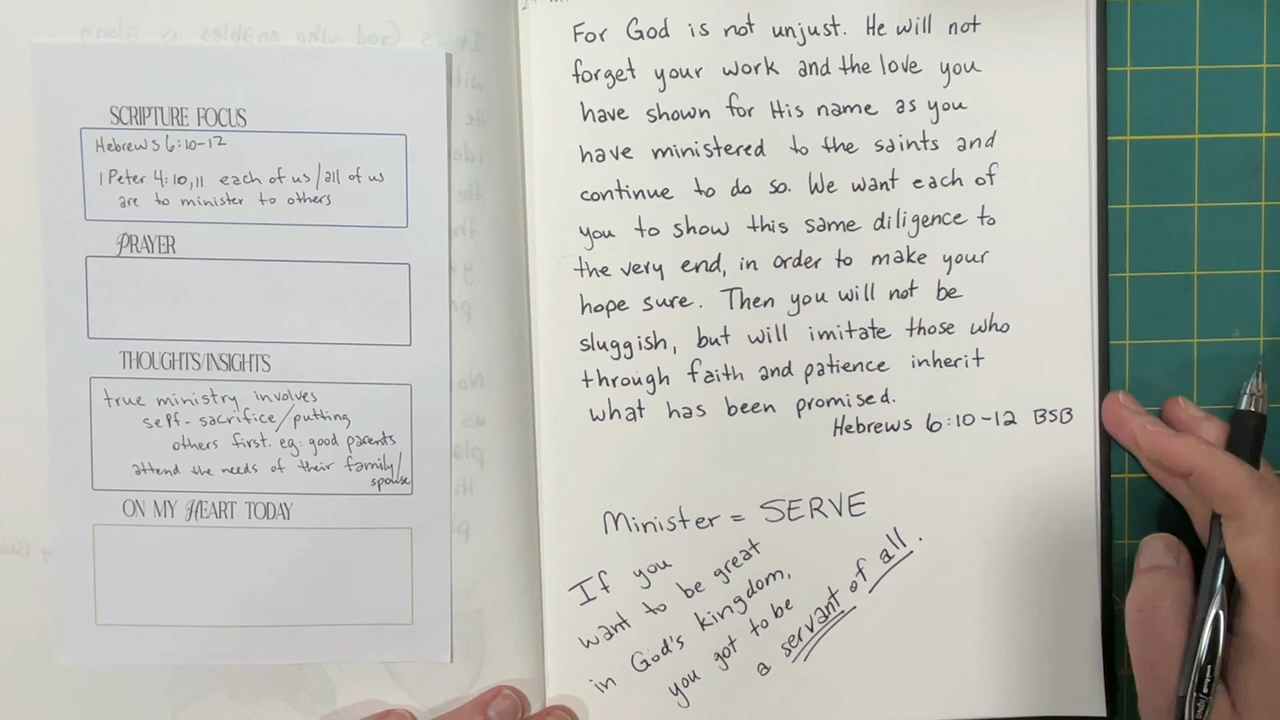 SCRIPTURE FOCUS
Hebrews 6:10-12
1 Peter 4:10,11 each of us/all of us
are to minister to others
PRAYER
THOUGHTS/INSIGHTS
true ministry involves
self-sacrifice/putting
others first. eg: good parents
attend the needs of their family/
spouse
ON MY HEART TODAY
For God is not unjust. He will not
forget your work and the love you
have shown for His name as you
have ministered to the saints and
continue to do so. We want each of
you to show this same diligence to
the very end, in order to make your
hope sure. Then you will not be
sluggish, but will imitate those who
through faith and patience inherit
what has been promised.
Hebrews 6:10-12 BSB
Minister = SERVE
If you
want to be great
in God's kingdom,
you got to be
a servant of all.